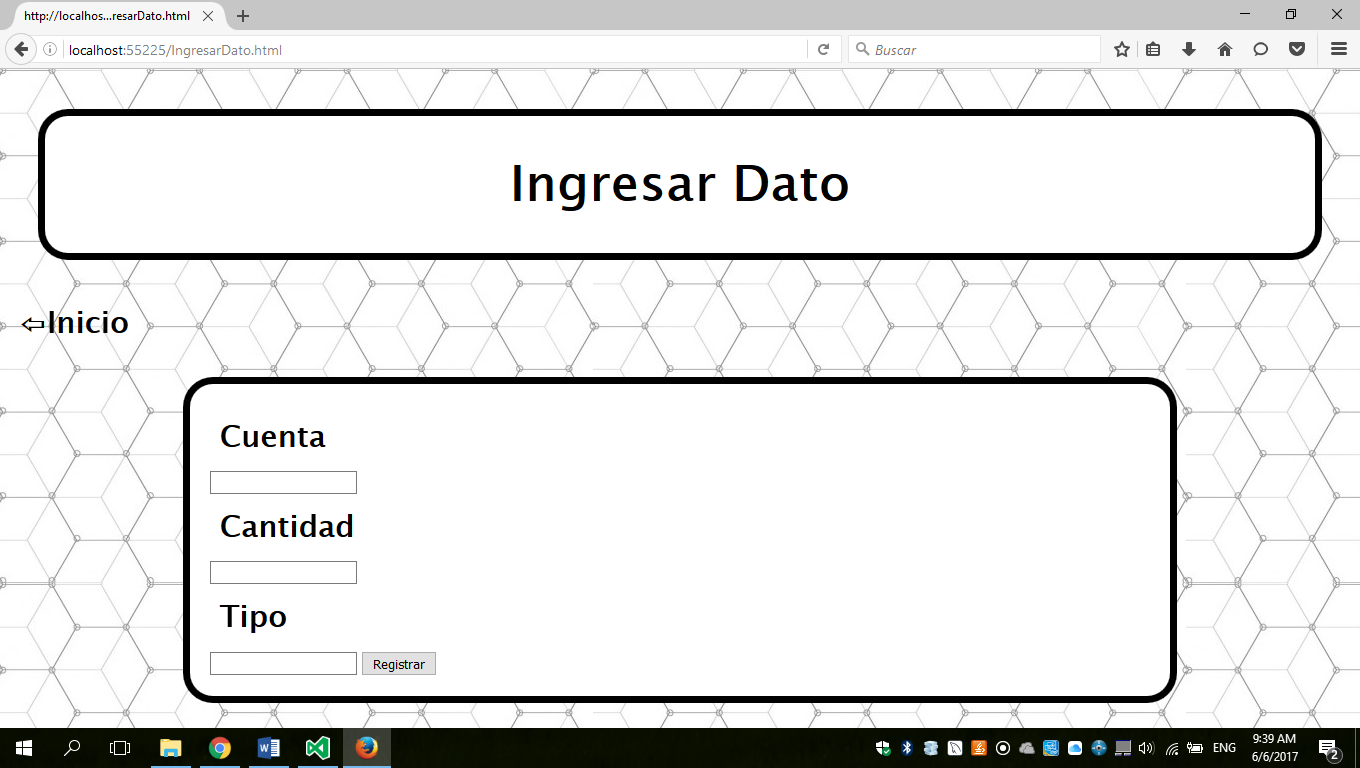 http://localhos...resarDato.html
localhost:55225/IngresarDato.html
Buscar
Ingresar Dato
⇦Inicio
Cuenta
Cantidad
Tipo
Registrar
ENG
9:39 AM
6/6/2017
2